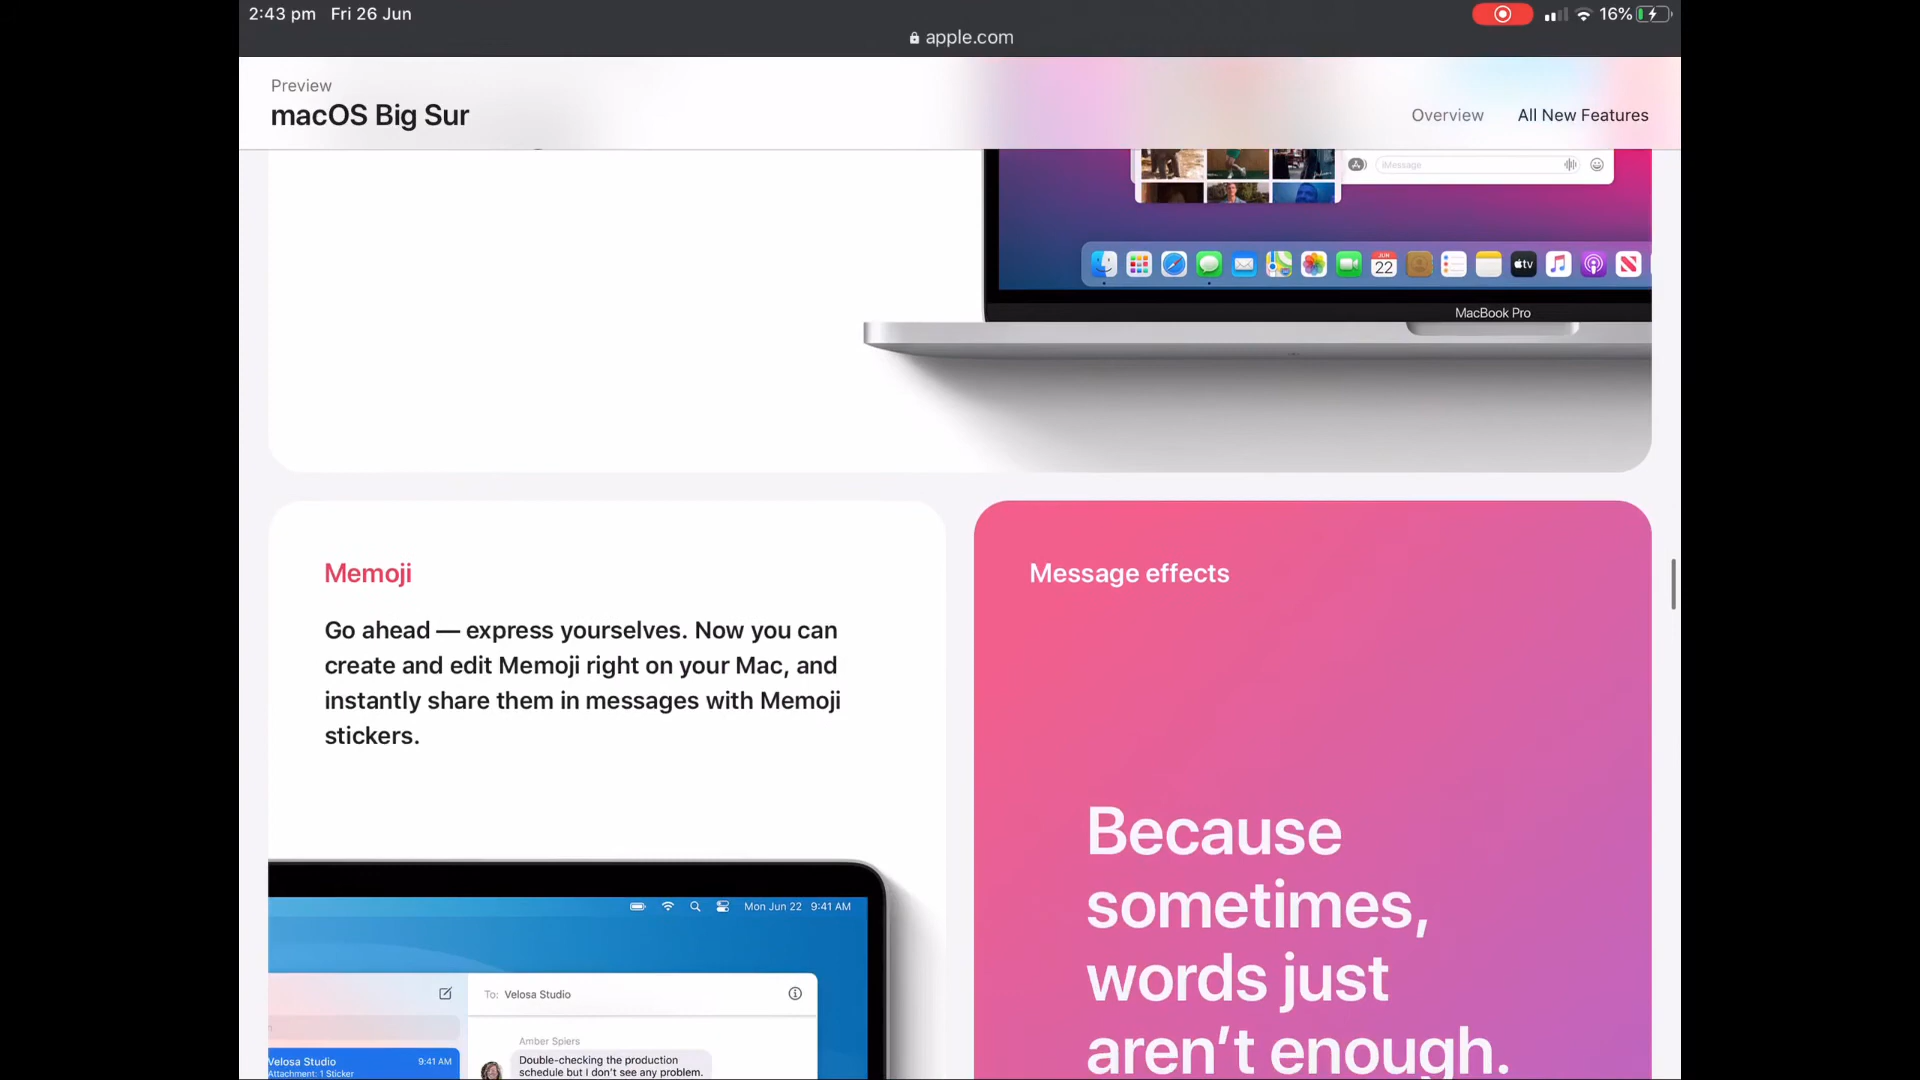 2:43 pm Fri 26 Jun
16%
apple.com
Preview
macOS Big Sur
Overview All New Features
iMessage
JUN
22
tv
MacBook Pro
Memoji
Go ahead — express yourselves. Now you can
create and edit Memoji right on your Mac, and
instantly share them in messages with Memoji
stickers.
Mon Jun 22 9:41 AM
To: Velosa Studio
Amber Spiers
Double-checking the production
schedule but I don't see any problem.
Velosa Studio 9:41 AM
Attachment: 1 Sticker
Message effects
Because
sometimes,
words just
aren't enough.